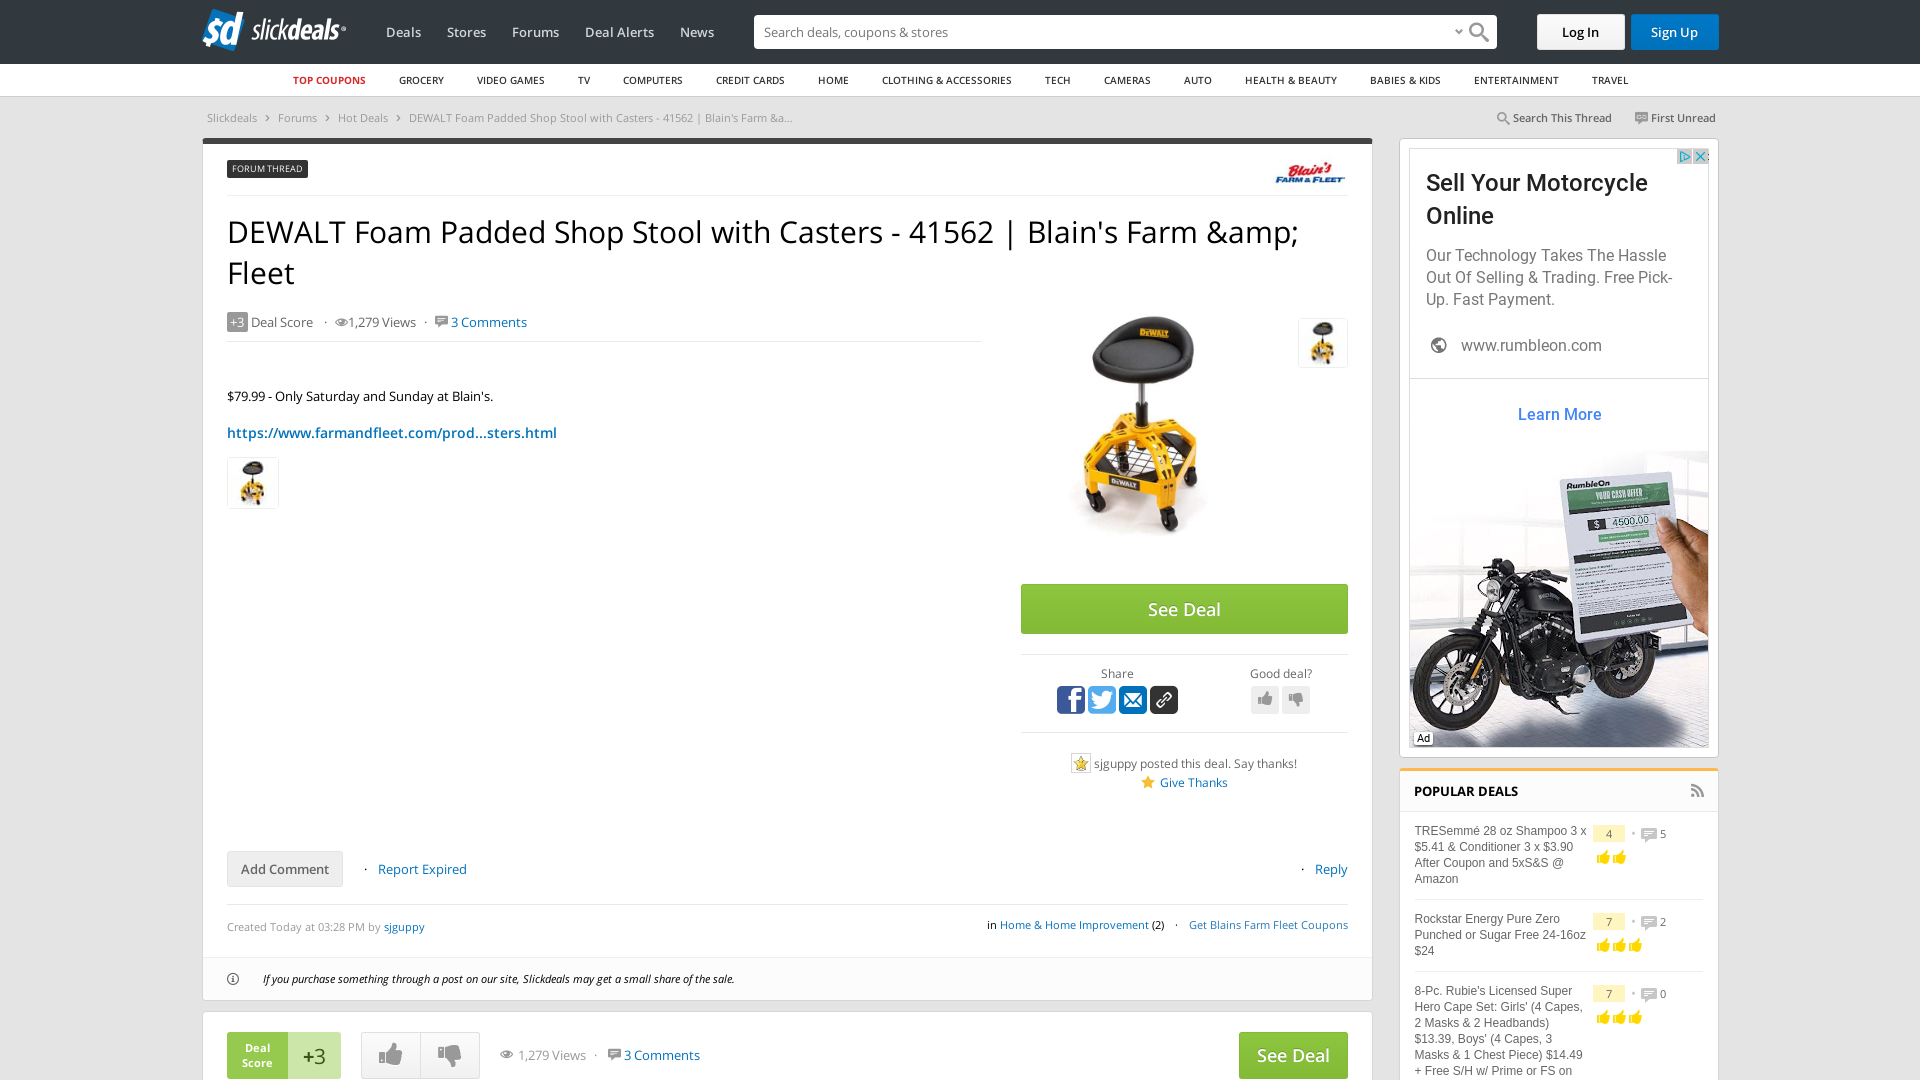 slickdeals
Deals Stores Forums Deal Alerts News
Search deals, coupons & stores
Log In
Sign Up
TOP COUPONS GROCERY VIDEO GAMES TV COMPUTERS CREDIT CARDS HOME CLOTHING & ACCESSORIES TECH CAMERAS AUTO HEALTH & BEAUTY BABIES & KIDS ENTERTAINMENT TRAVEL
Slickdeals > Forums > Hot Deals > DEWALT Foam Padded Shop Stool with Casters - 41562 | Blain's Farm &a...
Search This Thread
First Unread
FORUM THREAD
Blain's
FARM & FLEET
DEWALT Foam Padded Shop Stool with Casters - 41562 | Blain's Farm &amp;
Fleet
+3 Deal Score · 1,279 Views · 3 Comments
$79.99 - Only Saturday and Sunday at Blain's.
https://www.farmandfleet.com/prod...sters.html
DEWALT
DEWALT
See Deal
Share
Good deal?
sjguppy posted this deal. Say thanks!
Give Thanks
Add Comment · Report Expired
· Reply
Created Today at 03:28 PM by sjguppy
in Home & Home Improvement (2) · Get Blains Farm Fleet Coupons
If you purchase something through a post on our site, Slickdeals may get a small share of the sale.
Deal
Score
+3
1,279 Views · 3 Comments
See Deal
Sell Your Motorcycle
Online
Our Technology Takes The Hassle
Out Of Selling & Trading. Free Pick-
Up. Fast Payment.
www.rumbleon.com
Learn More
RumbleOn
YOUR CASH OFFER
$ 4500.00
Ad
POPULAR DEALS
TRESemmé 28 oz Shampoo 3 x
$5.41 & Conditioner 3 x $3.90
After Coupon and 5xS&S @
Amazon
4 • 5
Rockstar Energy Pure Zero
Punched or Sugar Free 24-16oz
$24
7 • 2
8-Pc. Rubie's Licensed Super
Hero Cape Set: Girls' (4 Capes,
2 Masks & 2 Headbands)
$13.39, Boys' (4 Capes, 3
Masks & 1 Chest Piece) $14.49
+ Free S/H w/ Prime or FS on
7 • 0